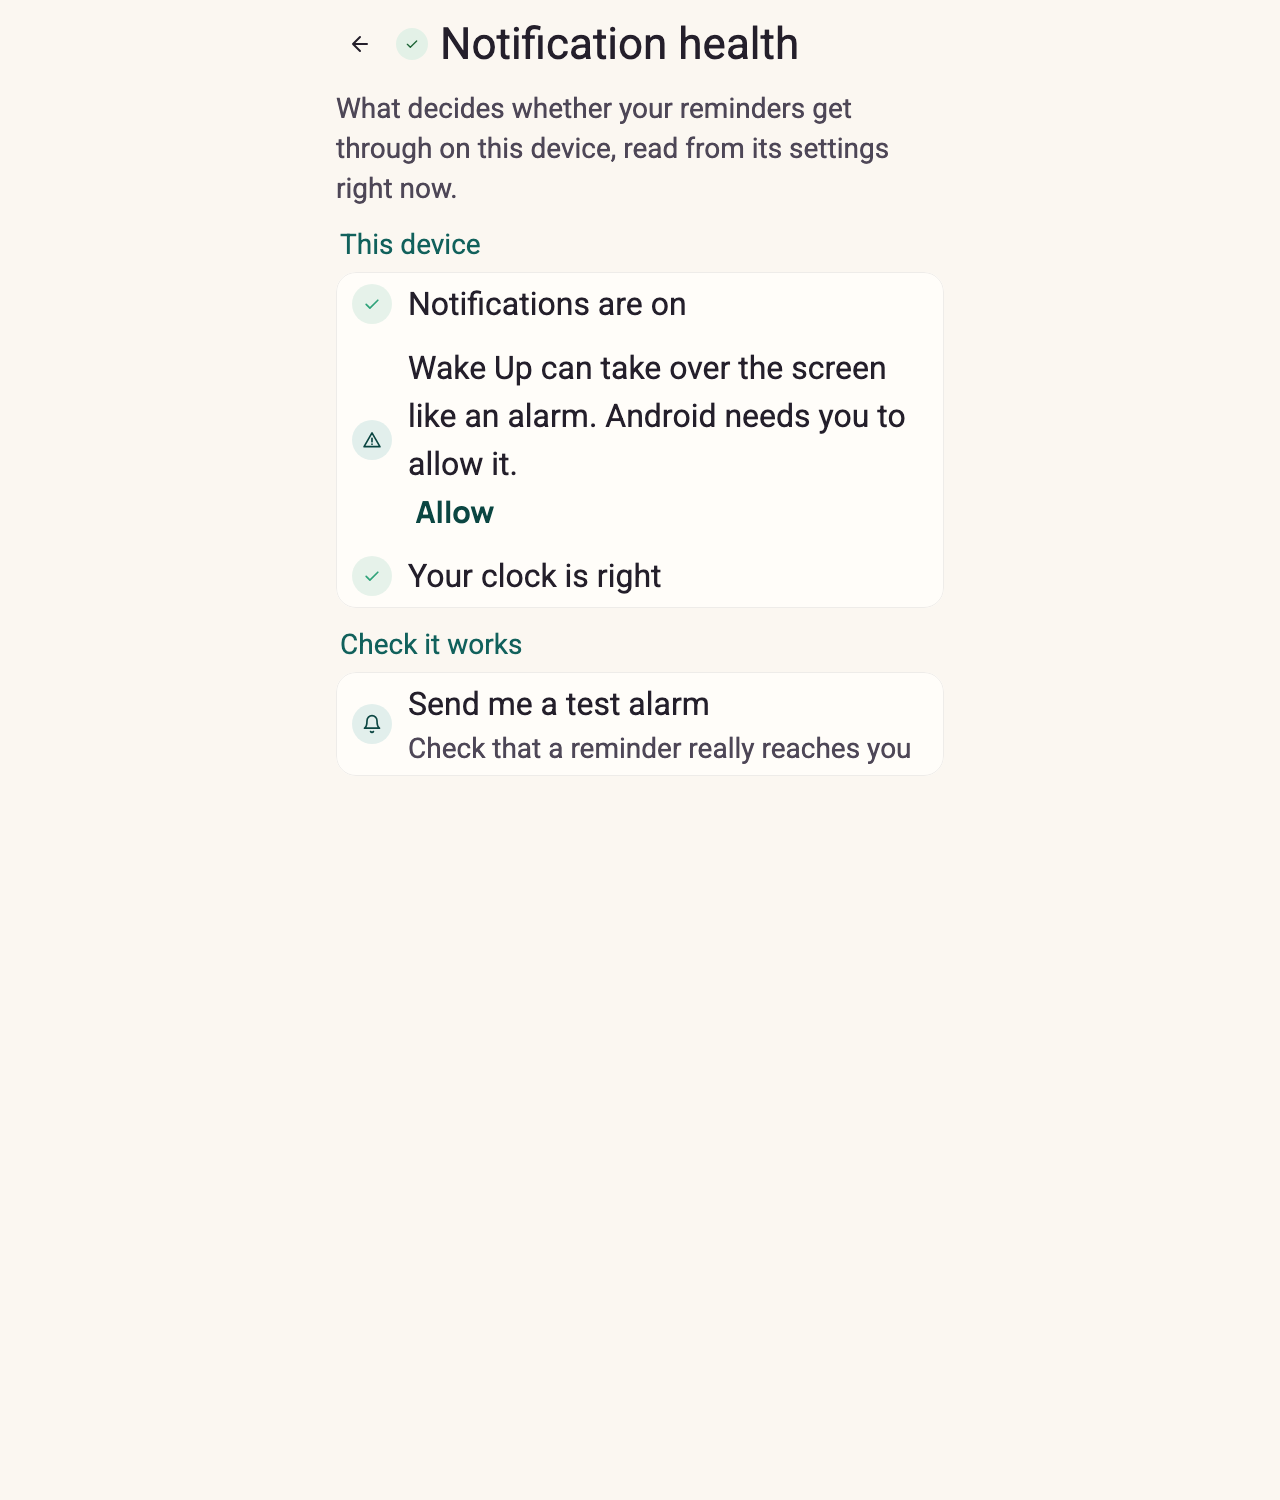 Notification health
What decides whether your reminders get
through on this device, read from its settings
right now.
This device
Notifications are on
Wake Up can take over the screen
like an alarm. Android needs you to
allow it.
Allow
Your clock is right
Check it works
Send me a test alarm
Check that a reminder really reaches you